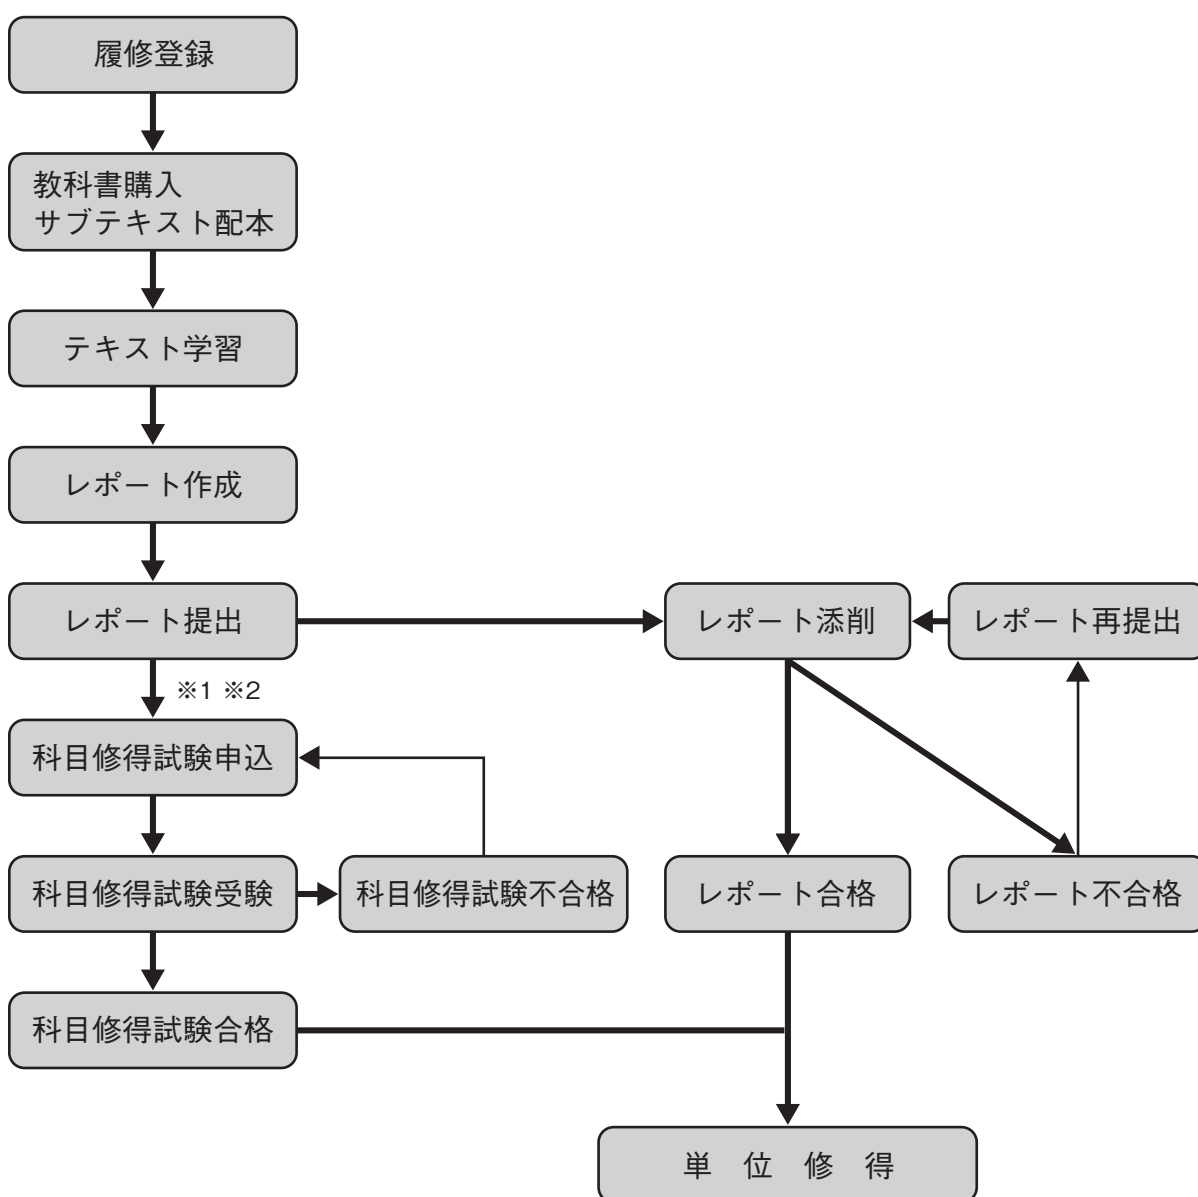 履修登録
教科書購入
サブテキスト配本
テキスト学習
レポート作成
レポート提出
レポート添削
レポート再提出
※1 ※2
科目修得試験申込
科目修得試験受験
科目修得試験不合格
レポート合格
レポート不合格
科目修得試験合格
単　位　修　得